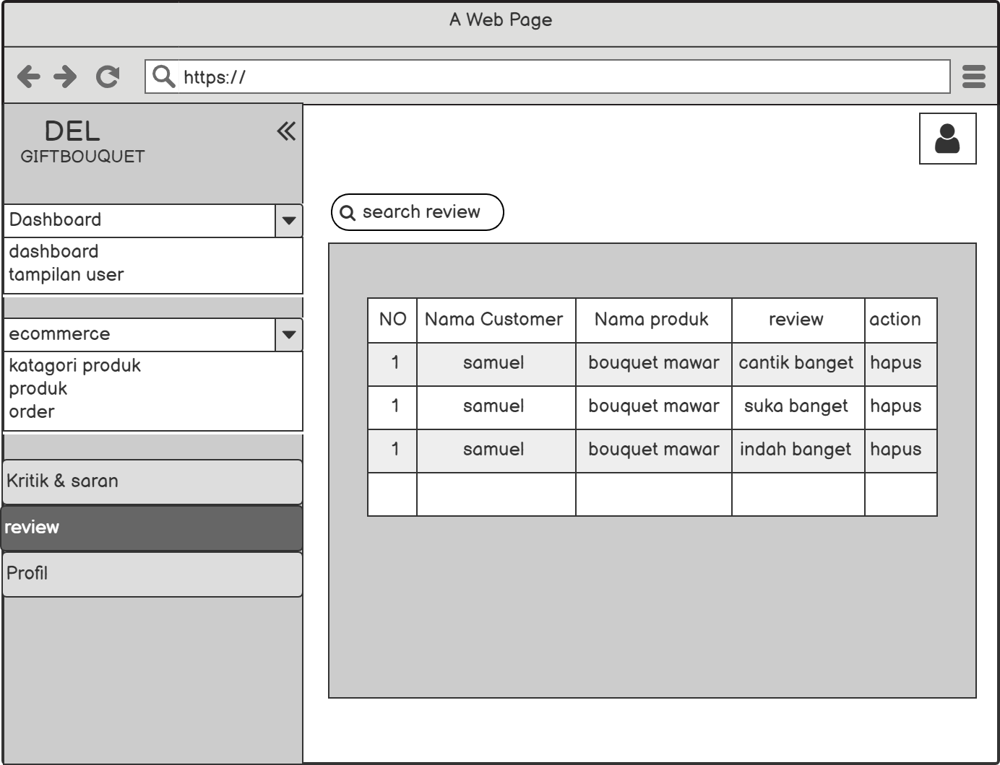 A Web Page
https://
DEL
GIFTBOUQUET
Dashboard
dashboard
tampilan user
ecommerce
katagori produk
produk
order
Kritik & saran
review
Profil
search review
NO Nama Customer Nama produk review action
1 samuel bouquet mawar cantik banget hapus
1 samuel bouquet mawar suka banget hapus
1 samuel bouquet mawar indah banget hapus